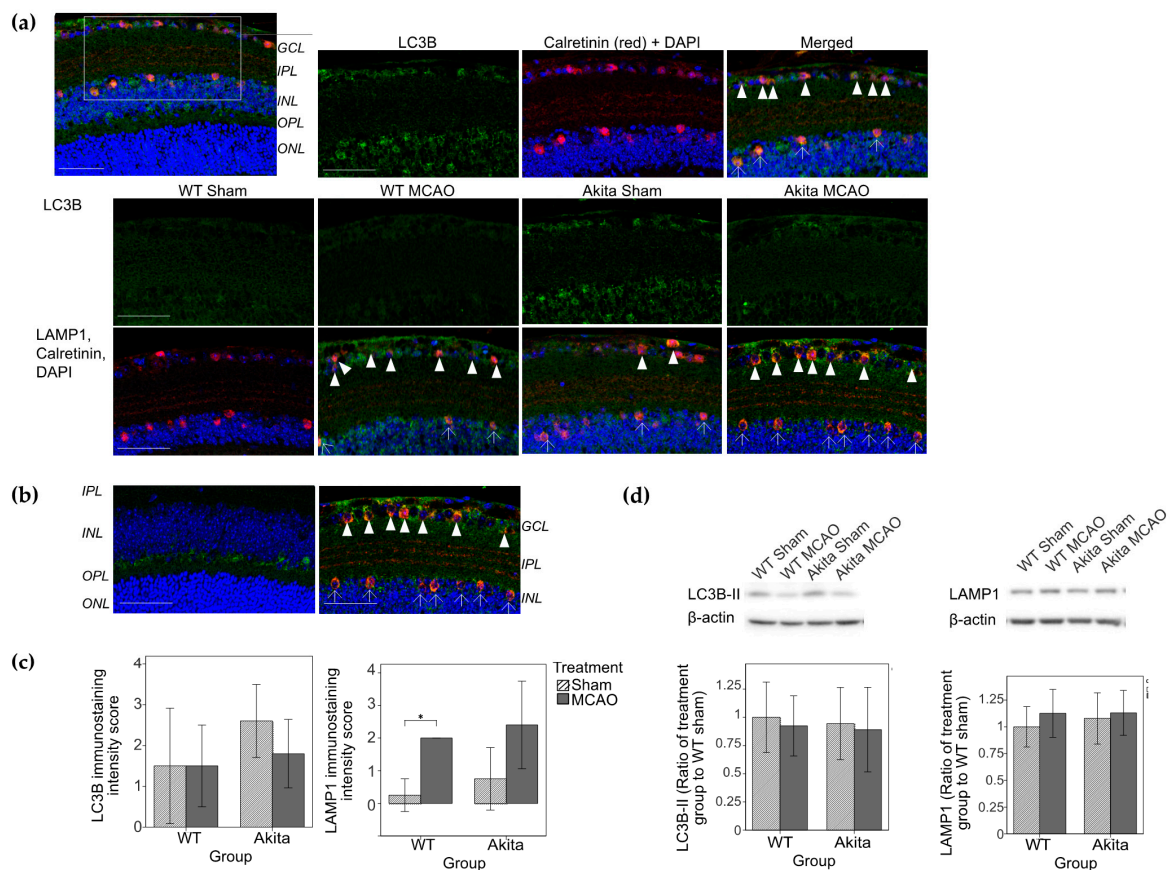 (a)
GCL
IPL
INL
OPL
ONL
LC3B
Calretinin (red) + DAPI
Merged
WT Sham
WT MCAO
Akita Sham
Akita MCAO
LC3B
LAMP1,
Calretinin,
DAPI
(b)
IPL
INL
OPL
ONL
GCL
IPL
INL
(c)
LC3B immunostaining
intensity score
4
3
2
1
0
WT
Akita
Group
LAMP1 immunostaining
intensity score
4
3
2
1
0
*
WT
Akita
Group
Treatment
Sham
MCAO
(d)
WT Sham
WT MCAO
Akita Sham
Akita MCAO
LC3B-II
β-actin
WT Sham
WT MCAO
Akita Sham
Akita MCAO
LAMP1
β-actin
LC3B-II (Ratio of treatment
group to WT sham)
1.25
1
0.75
0.5
0.25
0
WT
Akita
Group
LAMP1 (Ratio of treatment
group to WT sham)
1.25
1
0.75
0.5
0.25
0
WT
Akita
Group